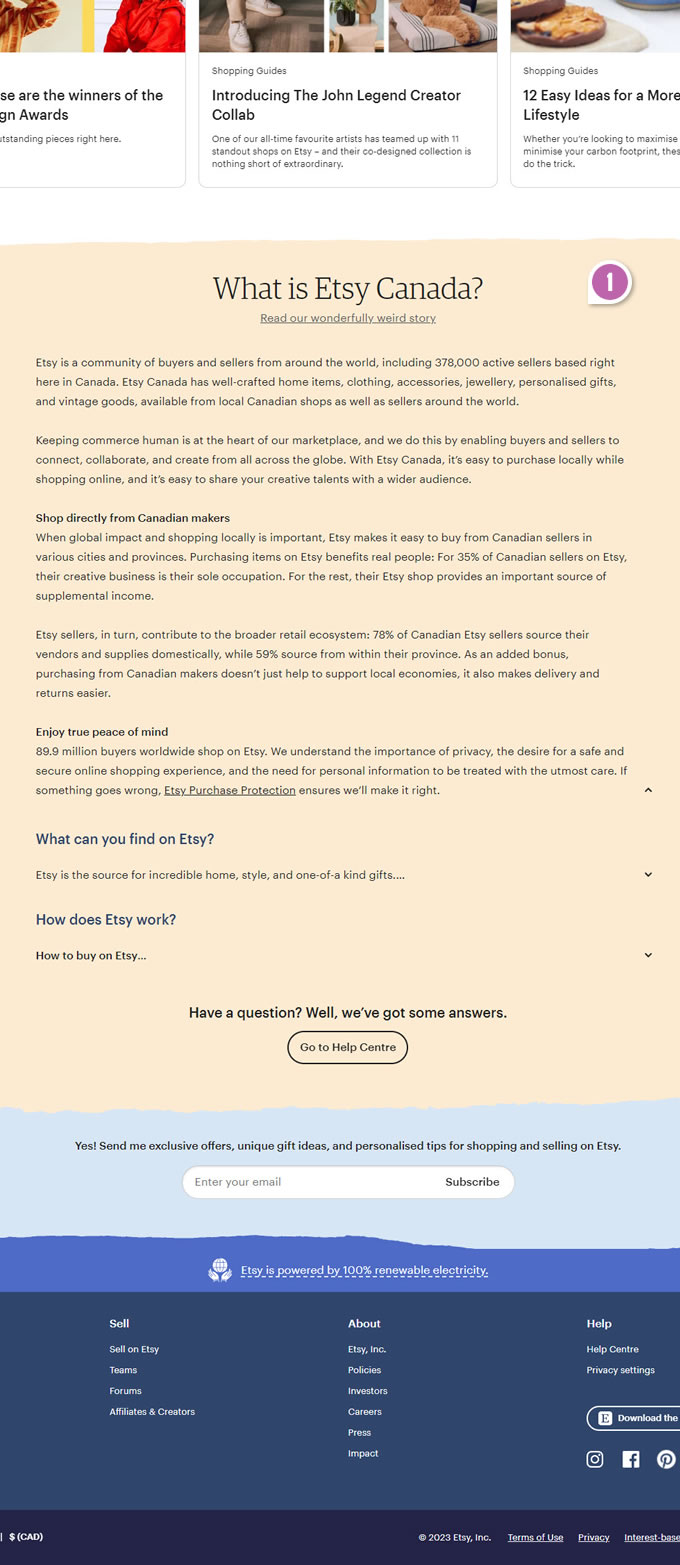 se are the winners of the
gn Awards
utstanding pieces right here.
Shopping Guides
Introducing The John Legend Creator
Collab
One of our all-time favourite artists has teamed up with 11
standout shops on Etsy – and their co-designed collection is
nothing short of extraordinary.
Shopping Guides
12 Easy Ideas for a More
Lifestyle
Whether you're looking to maximise
minimise your carbon footprint, thes
do the trick.
What is Etsy Canada?
1
Read our wonderfully weird story
Etsy is a community of buyers and sellers from around the world, including 378,000 active sellers based right
here in Canada. Etsy Canada has well-crafted home items, clothing, accessories, jewellery, personalised gifts,
and vintage goods, available from local Canadian shops as well as sellers around the world.
Keeping commerce human is at the heart of our marketplace, and we do this by enabling buyers and sellers to
connect, collaborate, and create from all across the globe. With Etsy Canada, it's easy to purchase locally while
shopping online, and it's easy to share your creative talents with a wider audience.
Shop directly from Canadian makers
When global impact and shopping locally is important, Etsy makes it easy to buy from Canadian sellers in
various cities and provinces. Purchasing items on Etsy benefits real people: For 35% of Canadian sellers on Etsy,
their creative business is their sole occupation. For the rest, their Etsy shop provides an important source of
supplemental income.
Etsy sellers, in turn, contribute to the broader retail ecosystem: 78% of Canadian Etsy sellers source their
vendors and supplies domestically, while 59% source from within their province. As an added bonus,
purchasing from Canadian makers doesn't just help to support local economies, it also makes delivery and
returns easier.
Enjoy true peace of mind
89.9 million buyers worldwide shop on Etsy. We understand the importance of privacy, the desire for a safe and
secure online shopping experience, and the need for personal information to be treated with the utmost care. If
something goes wrong, Etsy Purchase Protection ensures we'll make it right.
What can you find on Etsy?
Etsy is the source for incredible home, style, and one-of-a kind gifts....
How does Etsy work?
How to buy on Etsy...
Have a question? Well, we've got some answers.
Go to Help Centre
Yes! Send me exclusive offers, unique gift ideas, and personalised tips for shopping and selling on Etsy.
Enter your email
Subscribe
Etsy is powered by 100% renewable electricity.
Sell
Sell on Etsy
Teams
Forums
Affiliates & Creators
About
Etsy, Inc.
Policies
Investors
Careers
Press
Impact
Help
Help Centre
Privacy settings
E Download the
| $ (CAD)
© 2023 Etsy, Inc.
Terms of Use
Privacy
Interest-base